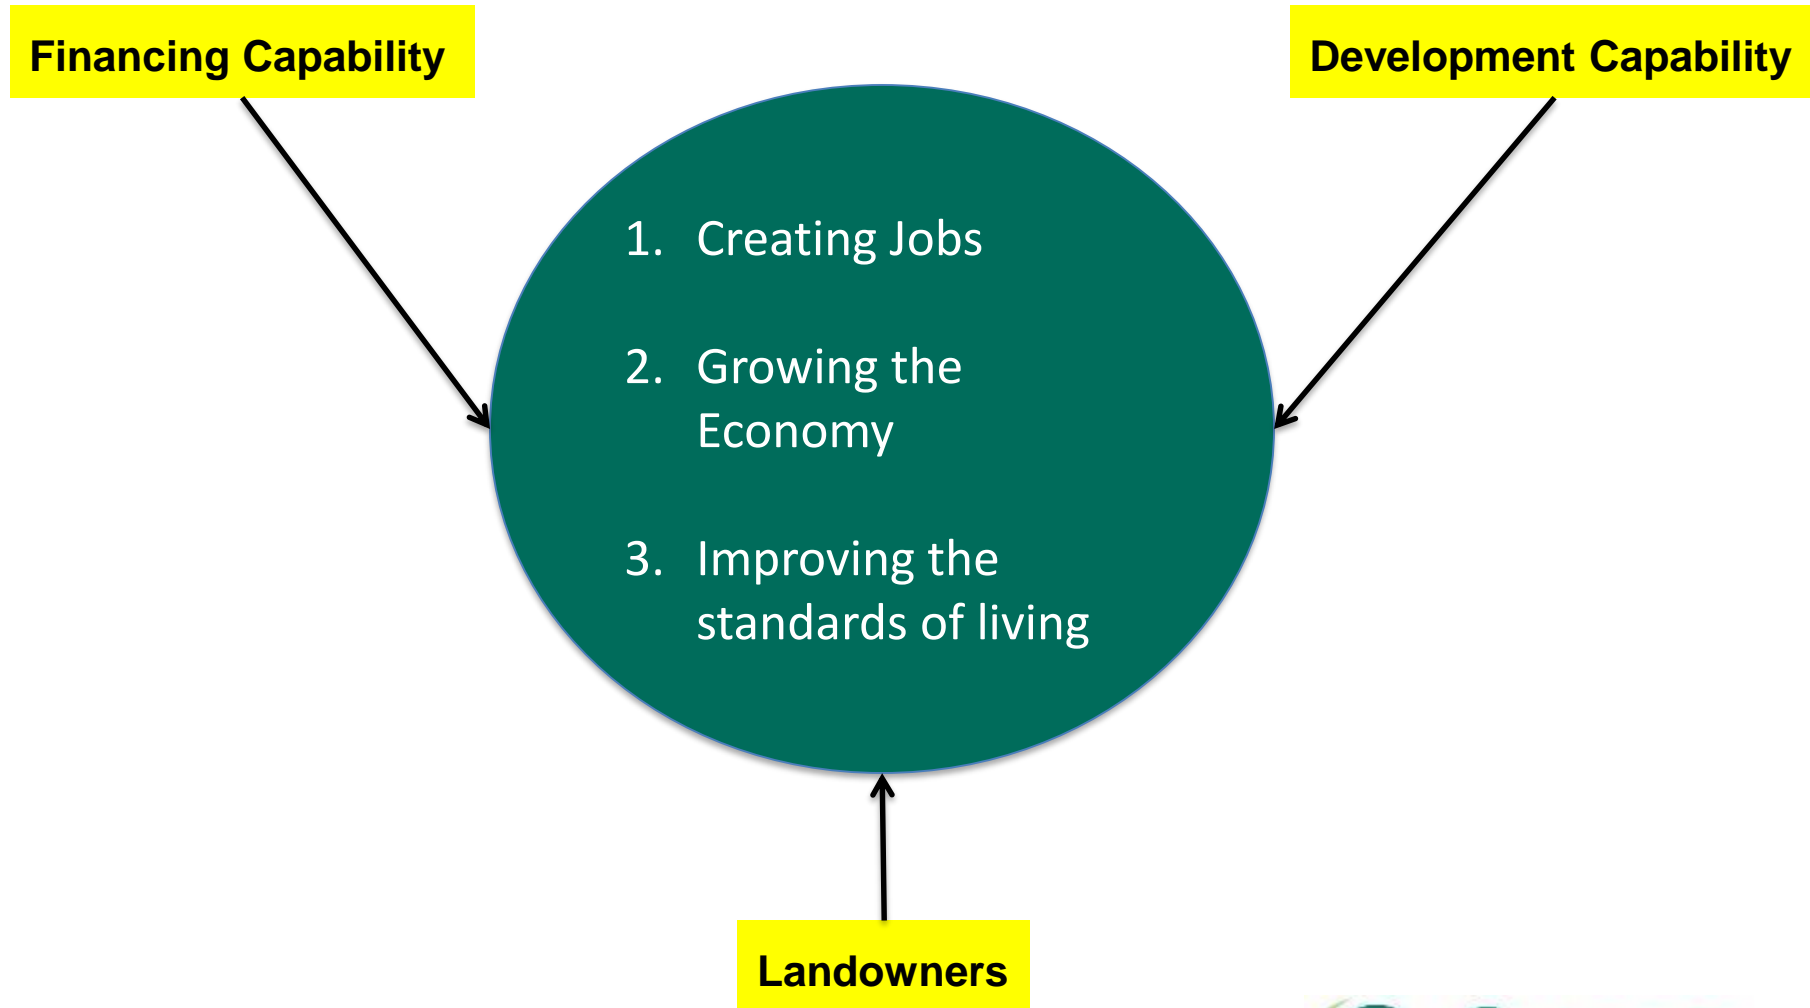 Financing Capability
Development Capability
1. Creating Jobs
2. Growing the
Economy
3. Improving the
standards of living
Landowners